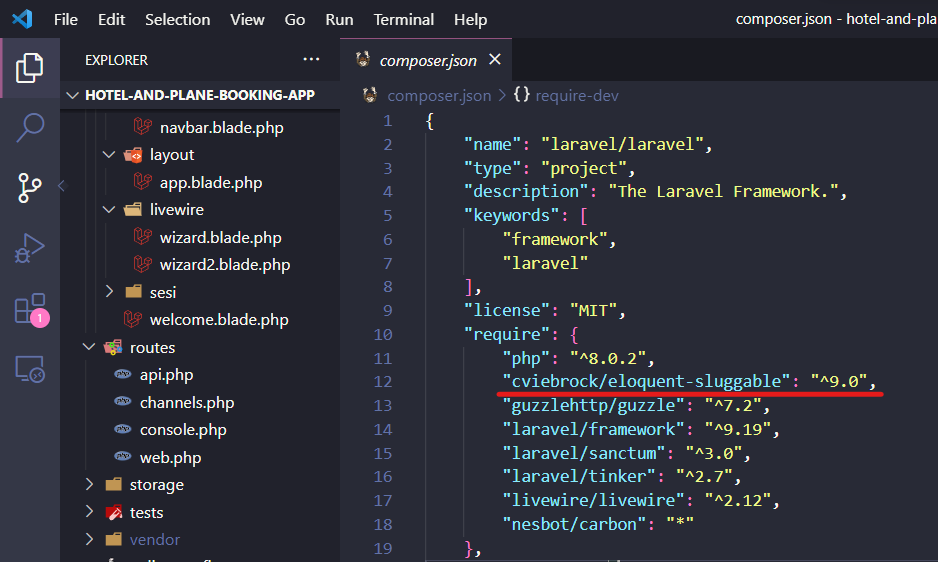 File Edit Selection View Go Run Terminal Help
composer.json - hotel-and-pla
EXPLORER
composer.json
HOTEL-AND-PLANE-BOOKING-APP
composer.json > {} require-dev
navbar.blade.php
layout
app.blade.php
livewire
wizard.blade.php
wizard2.blade.php
sesi
welcome.blade.php
routes
api.php
channels.php
console.php
web.php
storage
tests
vendor
1
1 {
2 "name": "laravel/laravel",
3 "type": "project",
4 "description": "The Laravel Framework.",
5 "keywords": [
6 "framework",
7 "laravel"
8 ],
9 "license": "MIT",
10 "require": {
11 "php": "^8.0.2",
12 "cviebrock/eloquent-sluggable": "^9.0",
13 "guzzlehttp/guzzle": "^7.2",
14 "laravel/framework": "^9.19",
15 "laravel/sanctum": "^3.0",
16 "laravel/tinker": "^2.7",
17 "livewire/livewire": "^2.12",
18 "nesbot/carbon": "*"
19 },